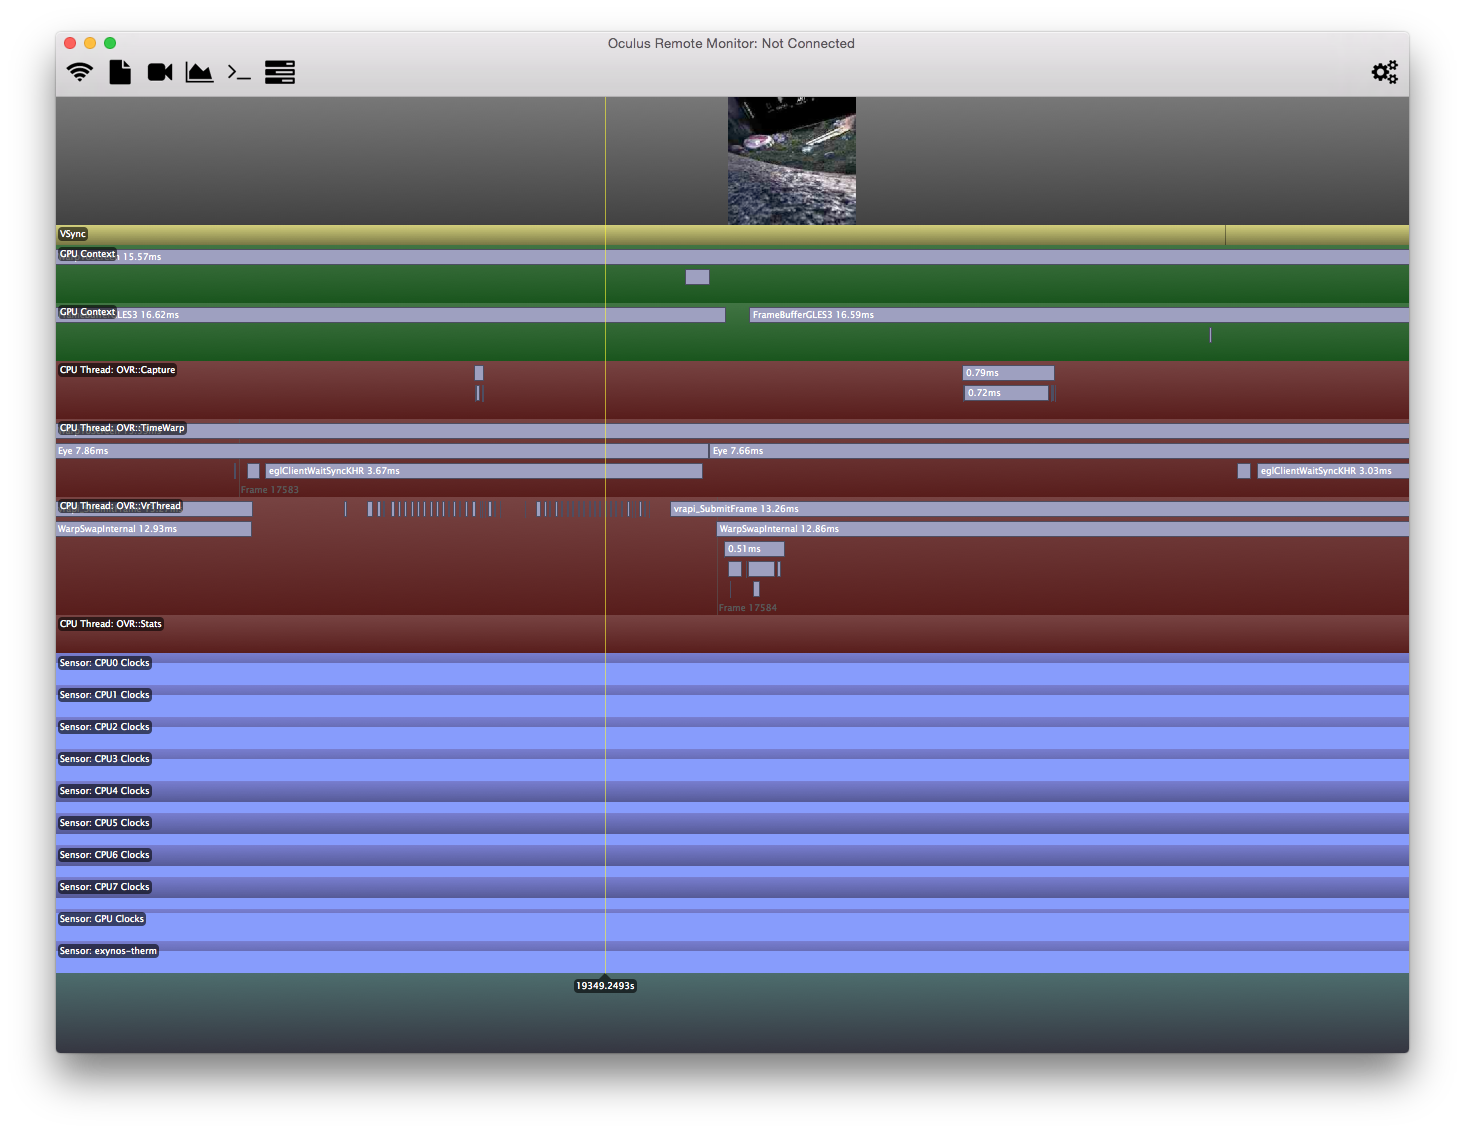 Oculus Remote Monitor: Not Connected
VSync
GPU Context 15.57ms
GPU Context LES3 16.62ms FrameBufferGLES3 16.59ms
CPU Thread: OVR::Capture 0.79ms
0.72ms
CPU Thread: OVR::TimeWarp
Eye 7.86ms Eye 7.66ms
eglClientWaitSyncKHR 3.67ms eglClientWaitSyncKHR 3.03ms
Frame 17583
CPU Thread: OVR::VrThread vrapi_SubmitFrame 13.26ms
WarpSwapInternal 12.93ms WarpSwapInternal 12.86ms
0.51ms
Frame 17584
CPU Thread: OVR::Stats
Sensor: CPU0 Clocks
Sensor: CPU1 Clocks
Sensor: CPU2 Clocks
Sensor: CPU3 Clocks
Sensor: CPU4 Clocks
Sensor: CPU5 Clocks
Sensor: CPU6 Clocks
Sensor: CPU7 Clocks
Sensor: GPU Clocks
Sensor: exynos-therm
19349.2493s